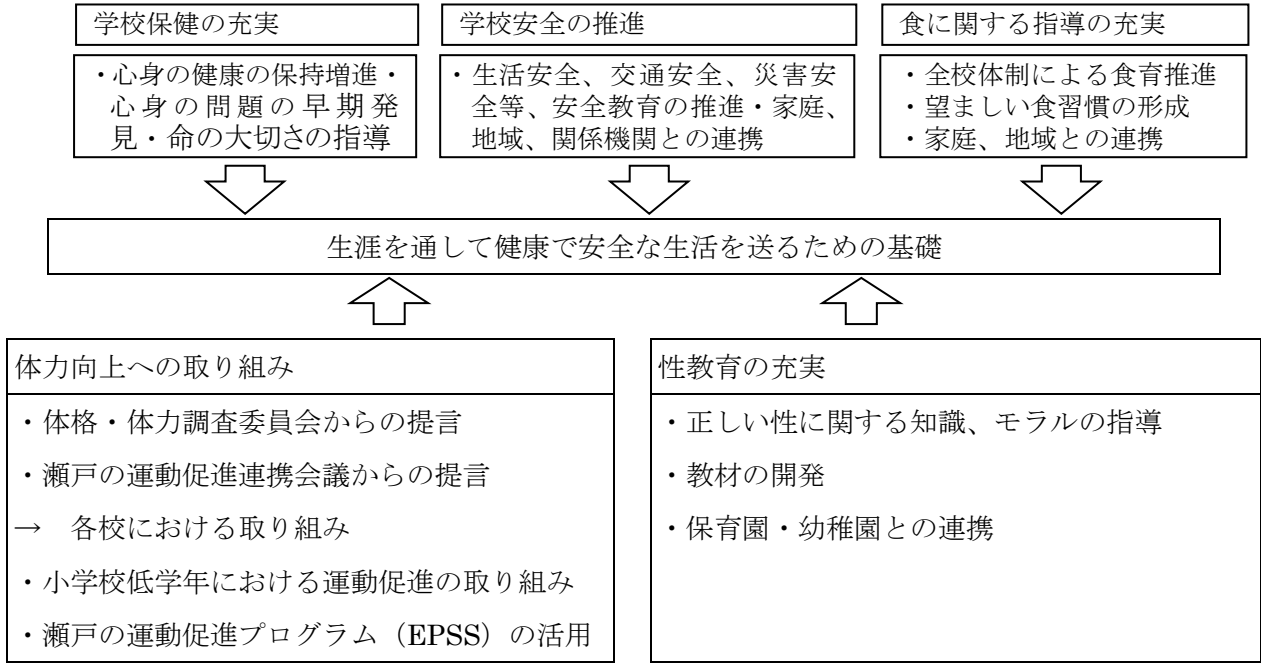 学校保健の充実
・心身の健康の保持増進・
心身の問題の早期発
見・命の大切さの指導
学校安全の推進
・生活安全、交通安全、災害安
全等、安全教育の推進・家庭、
地域、関係機関との連携
食に関する指導の充実
・全校体制による食育推進
・望ましい食習慣の形成
・家庭、地域との連携
生涯を通して健康で安全な生活を送るための基礎
体力向上への取り組み
・体格・体力調査委員会からの提言
・瀬戸の運動促進連携会議からの提言
→ 各校における取り組み
・小学校低学年における運動促進の取り組み
・瀬戸の運動促進プログラム（EPSS）の活用
性教育の充実
・正しい性に関する知識、モラルの指導
・教材の開発
・保育園・幼稚園との連携